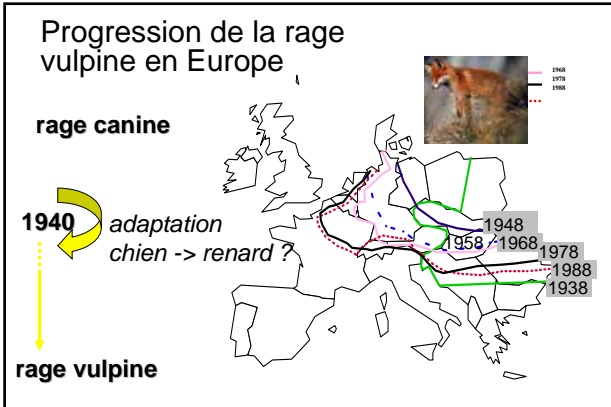 Progression de la rage
vulpine en Europe
1968
1978
1988
rage canine
1940
adaptation
chien -> renard ?
1948
1958
1968
1978
1988
1938
rage vulpine